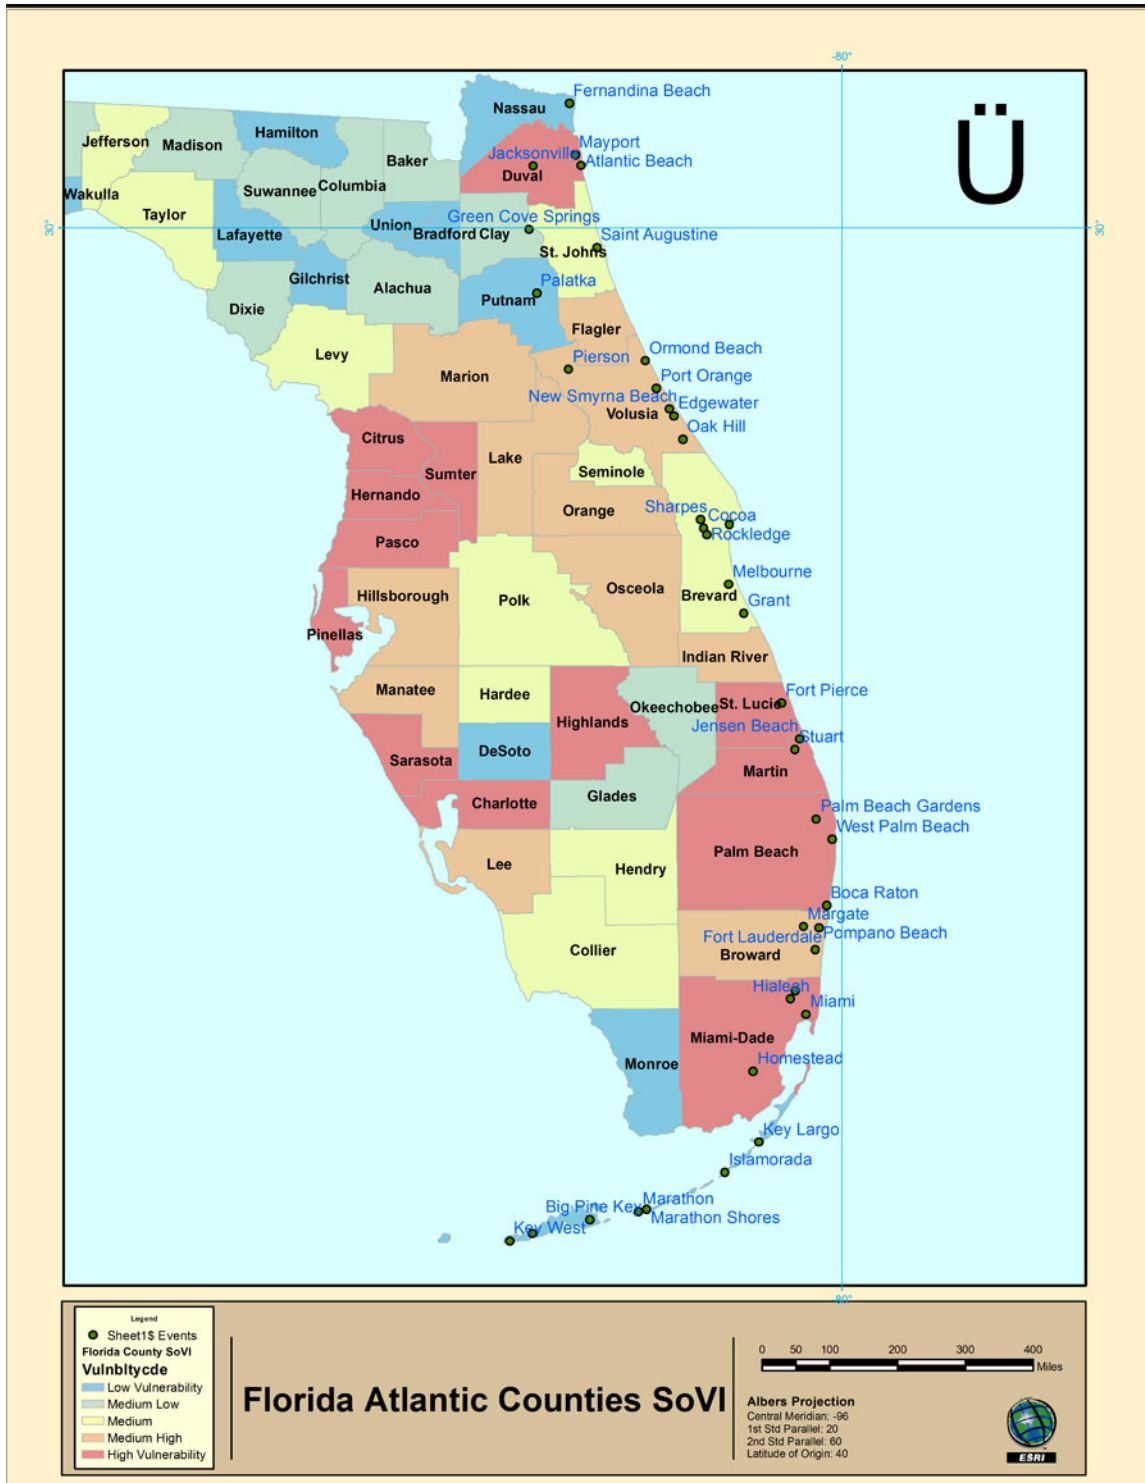 -80°
Fernandina Beach
Nassau
Ü
Jefferson
Madison
Hamilton
Baker
Mayport
Jacksonville
Atlantic Beach
Duval
Wakulla
Suwannee
Columbia
Taylor
Lafayette
Union
Green Cove Springs
Bradford
Clay
30°
30°
Saint Augustine
St. Johns
Gilchrist
Alachua
Palatka
Putnam
Dixie
Flagler
Levy
Marion
Pierson
Ormond Beach
Port Orange
New Smyrna Beach
Edgewater
Volusia
Oak Hill
Citrus
Sumter
Lake
Seminole
Hernando
Orange
Sharpes
Cocoa
Rockledge
Pasco
Hillsborough
Polk
Osceola
Melbourne
Brevard
Grant
Pinellas
Indian River
Manatee
Hardee
Highlands
Okeechobee
Fort Pierce
St. Lucie
Jensen Beach
Stuart
DeSoto
Sarasota
Martin
Charlotte
Glades
Palm Beach Gardens
West Palm Beach
Palm Beach
Lee
Hendry
Boca Raton
Margate
Pompano Beach
Fort Lauderdale
Broward
Collier
Hialeah
Miami
Miami-Dade
Monroe
Homestead
Key Largo
Islamorada
Big Pine Key
Marathon
Marathon Shores
Key West
-80°
Legend
Sheet1$ Events
Florida County SoVI
Vulnbltycde
Low Vulnerability
Medium Low
Medium
Medium High
High Vulnerability
Florida Atlantic Counties SoVI
0 50 100 200 300 400
Miles
Albers Projection
Central Meridian: -96
1st Std Parallel: 20
2nd Std Parallel: 60
Latitude of Origin: 40
ESRI